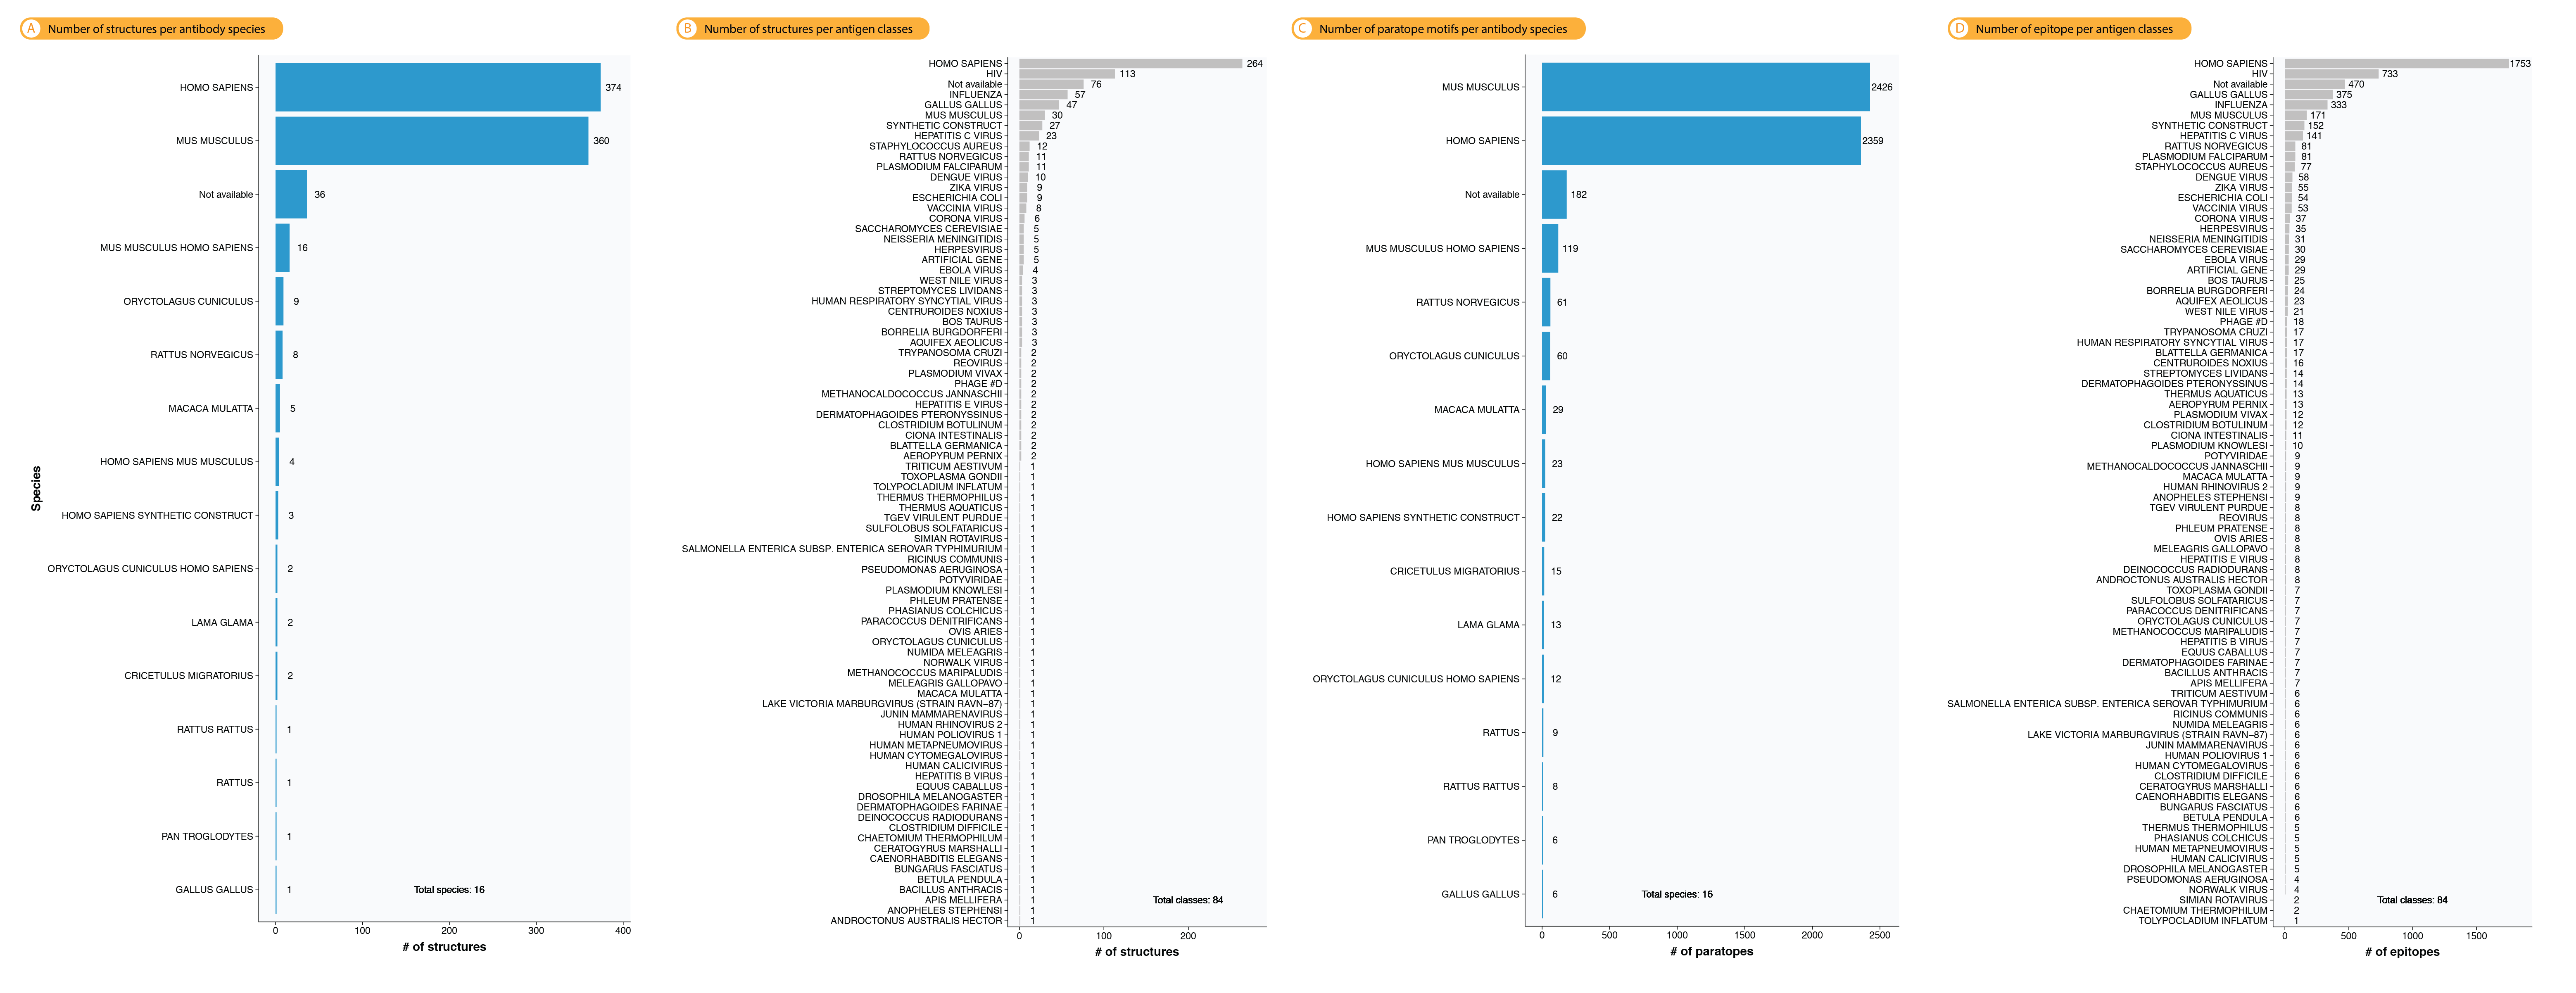 A Number of structures per antibody species
Species
HOMO SAPIENS 374
MUS MUSCULUS 360
Not available 36
MUS MUSCULUS HOMO SAPIENS 16
ORYCTOLAGUS CUNICULUS 9
RATTUS NORVEGICUS 8
MACACA MULATTA 5
HOMO SAPIENS MUS MUSCULUS 4
HOMO SAPIENS SYNTHETIC CONSTRUCT 3
ORYCTOLAGUS CUNICULUS HOMO SAPIENS 2
LAMA GLAMA 2
CRICETULUS MIGRATORIUS 2
RATTUS RATTUS 1
RATTUS 1
PAN TROGLODYTES 1
GALLUS GALLUS 1
Total species: 16
0 100 200 300 400
# of structures
B Number of structures per antigen classes
HOMO SAPIENS 264
HIV 113
Not available 76
INFLUENZA 57
GALLUS GALLUS 47
MUS MUSCULUS 30
SYNTHETIC CONSTRUCT 27
HEPATITIS C VIRUS 23
STAPHYLOCOCCUS AUREUS 12
RATTUS NORVEGICUS 11
PLASMODIUM FALCIPARUM 11
DENGUE VIRUS 10
ZIKA VIRUS 9
ESCHERICHIA COLI 9
VACCINIA VIRUS 8
CORONA VIRUS 6
SACCHAROMYCES CEREVISIAE 5
NEISSERIA MENINGITIDIS 5
HERPESVIRUS 5
ARTIFICIAL GENE 5
EBOLA VIRUS 4
WEST NILE VIRUS 3
STREPTOMYCES LIVIDANS 3
HUMAN RESPIRATORY SYNCYTIAL VIRUS 3
CENTRUROIDES NOXIUS 3
BOS TAURUS 3
BORRELIA BURGDORFERI 3
AQUIFEX AEOLICUS 3
TRYPANOSOMA CRUZI 2
REOVIRUS 2
PLASMODIUM VIVAX 2
PHAGE #D 2
METHANOCALDOCOCCUS JANNASCHII 2
HEPATITIS E VIRUS 2
DERMATOPHAGOIDES PTERONYSSINUS 2
CLOSTRIDIUM BOTULINUM 2
CIONA INTESTINALIS 2
BLATTELLA GERMANICA 2
AEROPYRUM PERNIX 2
TRITICUM AESTIVUM 1
TOXOPLASMA GONDII 1
TOLYPOCLADIUM INFLATUM 1
THERMUS THERMOPHILUS 1
THERMUS AQUATICUS 1
TGEV VIRULENT PURDUE 1
SULFOLOBUS SOLFATARICUS 1
SIMIAN ROTAVIRUS 1
SALMONELLA ENTERICA SUBSP. ENTERICA SEROVAR TYPHIMURIUM 1
RICINUS COMMUNIS 1
PSEUDOMONAS AERUGINOSA 1
POTYVIRIDAE 1
PLASMODIUM KNOWLESI 1
PHLEUM PRATENSE 1
PHASIANUS COLCHICUS 1
PARACOCCUS DENITRIFICANS 1
OVIS ARIES 1
ORYCTOLAGUS CUNICULUS 1
NUMIDA MELEAGRIS 1
NORWALK VIRUS 1
METHANOCOCCUS MARIPALUDIS 1
MELEAGRIS GALLOPAVO 1
MACACA MULATTA 1
LAKE VICTORIA MARBURGVIRUS (STRAIN RAVN−87) 1
JUNIN MAMMARENAVIRUS 1
HUMAN RHINOVIRUS 2 1
HUMAN POLIOVIRUS 1 1
HUMAN METAPNEUMOVIRUS 1
HUMAN CYTOMEGALOVIRUS 1
HUMAN CALICIVIRUS 1
HEPATITIS B VIRUS 1
EQUUS CABALLUS 1
DROSOPHILA MELANOGASTER 1
DERMATOPHAGOIDES FARINAE 1
DEINOCOCCUS RADIODURANS 1
CLOSTRIDIUM DIFFICILE 1
CHAETOMIUM THERMOPHILUM 1
CERATOGYRUS MARSHALLI 1
CAENORHABDITIS ELEGANS 1
BUNGARUS FASCIATUS 1
BETULA PENDULA 1
BACILLUS ANTHRACIS 1
APIS MELLIFERA 1
ANOPHELES STEPHENSI 1
ANDROCTONUS AUSTRALIS HECTOR 1
Total classes: 84
0 100 200
# of structures
C Number of paratope motifs per antibody species
MUS MUSCULUS 2426
HOMO SAPIENS 2359
Not available 182
MUS MUSCULUS HOMO SAPIENS 119
RATTUS NORVEGICUS 61
ORYCTOLAGUS CUNICULUS 60
MACACA MULATTA 29
HOMO SAPIENS MUS MUSCULUS 23
HOMO SAPIENS SYNTHETIC CONSTRUCT 22
CRICETULUS MIGRATORIUS 15
LAMA GLAMA 13
ORYCTOLAGUS CUNICULUS HOMO SAPIENS 12
RATTUS 9
RATTUS RATTUS 8
PAN TROGLODYTES 6
GALLUS GALLUS 6
Total species: 16
0 500 1000 1500 2000 2500
# of paratopes
D Number of epitope per antigen classes
HOMO SAPIENS 1753
HIV 733
Not available 470
GALLUS GALLUS 375
INFLUENZA 333
MUS MUSCULUS 171
SYNTHETIC CONSTRUCT 152
HEPATITIS C VIRUS 141
RATTUS NORVEGICUS 81
PLASMODIUM FALCIPARUM 81
STAPHYLOCOCCUS AUREUS 77
DENGUE VIRUS 58
ZIKA VIRUS 55
ESCHERICHIA COLI 54
VACCINIA VIRUS 53
CORONA VIRUS 37
HERPESVIRUS 35
NEISSERIA MENINGITIDIS 31
SACCHAROMYCES CEREVISIAE 30
EBOLA VIRUS 29
ARTIFICIAL GENE 29
BOS TAURUS 25
BORRELIA BURGDORFERI 24
AQUIFEX AEOLICUS 23
WEST NILE VIRUS 21
PHAGE #D 18
TRYPANOSOMA CRUZI 17
HUMAN RESPIRATORY SYNCYTIAL VIRUS 17
BLATTELLA GERMANICA 17
CENTRUROIDES NOXIUS 16
STREPTOMYCES LIVIDANS 14
DERMATOPHAGOIDES PTERONYSSINUS 14
THERMUS AQUATICUS 13
AEROPYRUM PERNIX 13
PLASMODIUM VIVAX 12
CLOSTRIDIUM BOTULINUM 12
CIONA INTESTINALIS 11
PLASMODIUM KNOWLESI 10
POTYVIRIDAE 9
METHANOCALDOCOCCUS JANNASCHII 9
MACACA MULATTA 9
HUMAN RHINOVIRUS 2 9
ANOPHELES STEPHENSI 9
TGEV VIRULENT PURDUE 8
REOVIRUS 8
PHLEUM PRATENSE 8
OVIS ARIES 8
MELEAGRIS GALLOPAVO 8
HEPATITIS E VIRUS 8
DEINOCOCCUS RADIODURANS 8
ANDROCTONUS AUSTRALIS HECTOR 8
TOXOPLASMA GONDII 7
SULFOLOBUS SOLFATARICUS 7
PARACOCCUS DENITRIFICANS 7
ORYCTOLAGUS CUNICULUS 7
METHANOCOCCUS MARIPALUDIS 7
HEPATITIS B VIRUS 7
EQUUS CABALLUS 7
DERMATOPHAGOIDES FARINAE 7
BACILLUS ANTHRACIS 7
APIS MELLIFERA 7
TRITICUM AESTIVUM 6
SALMONELLA ENTERICA SUBSP. ENTERICA SEROVAR TYPHIMURIUM 6
RICINUS COMMUNIS 6
NUMIDA MELEAGRIS 6
LAKE VICTORIA MARBURGVIRUS (STRAIN RAVN−87) 6
JUNIN MAMMARENAVIRUS 6
HUMAN POLIOVIRUS 1 6
HUMAN CYTOMEGALOVIRUS 6
CLOSTRIDIUM DIFFICILE 6
CERATOGYRUS MARSHALLI 6
CAENORHABDITIS ELEGANS 6
BUNGARUS FASCIATUS 6
BETULA PENDULA 6
THERMUS THERMOPHILUS 5
PHASIANUS COLCHICUS 5
HUMAN METAPNEUMOVIRUS 5
HUMAN CALICIVIRUS 5
DROSOPHILA MELANOGASTER 5
PSEUDOMONAS AERUGINOSA 4
NORWALK VIRUS 4
SIMIAN ROTAVIRUS 2
CHAETOMIUM THERMOPHILUM 2
TOLYPOCLADIUM INFLATUM 1
Total classes: 84
0 500 1000 1500
# of epitopes